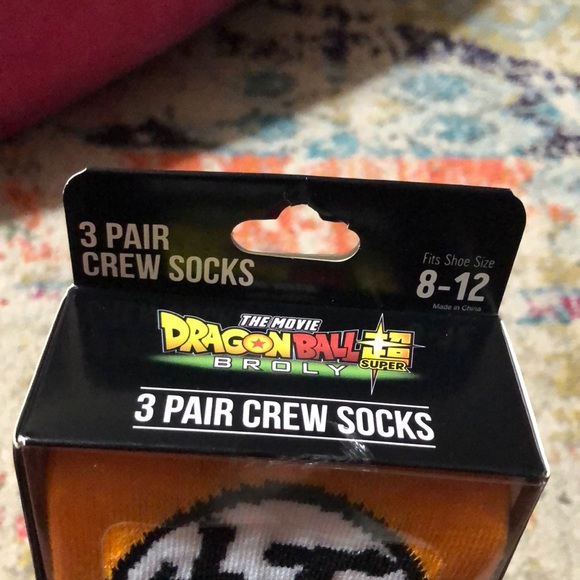 3 PAIR
CREW SOCKS
Fits Shoe Size
8-12
Made in China
THE MOVIE
DRAGON BALL 超
SUPER
BROLY
3 PAIR CREW SOCKS